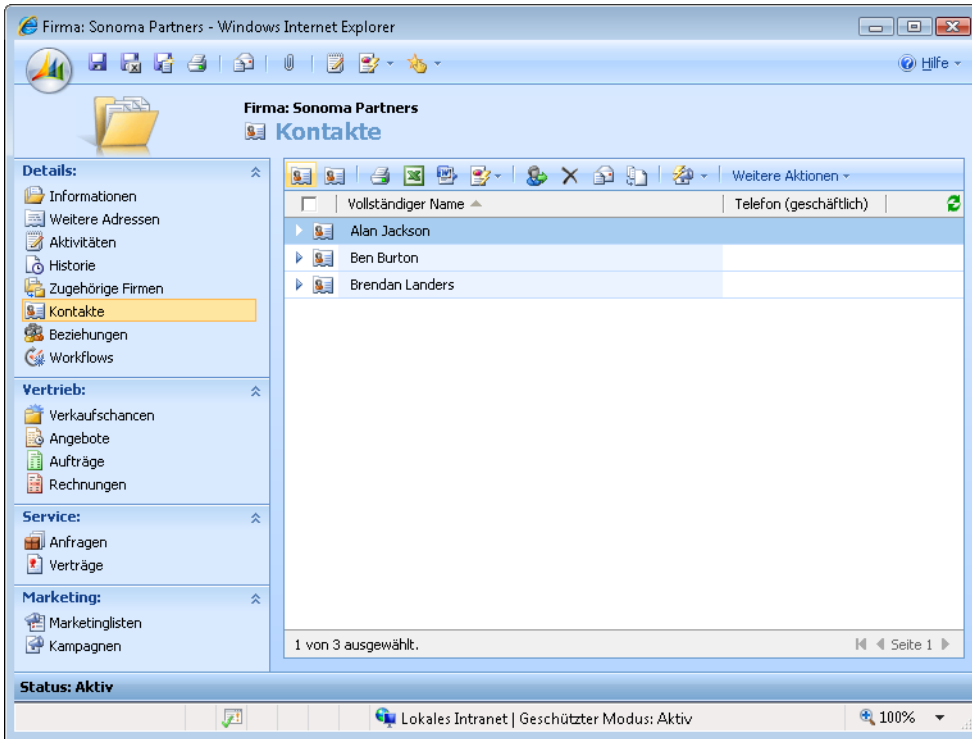 Firma: Sonoma Partners - Windows Internet Explorer
Hilfe
Firma: Sonoma Partners
Kontakte
Details:
Informationen
Weitere Adressen
Aktivitäten
Historie
Zugehörige Firmen
Kontakte
Beziehungen
Workflows
Vertrieb:
Verkaufschancen
Angebote
Aufträge
Rechnungen
Service:
Anfragen
Verträge
Marketing:
Marketinglisten
Kampagnen
Weitere Aktionen
Vollständiger Name Telefon (geschäftlich)
Alan Jackson
Ben Burton
Brendan Landers
1 von 3 ausgewählt. Seite 1
Status: Aktiv
Lokales Intranet | Geschützter Modus: Aktiv 100%